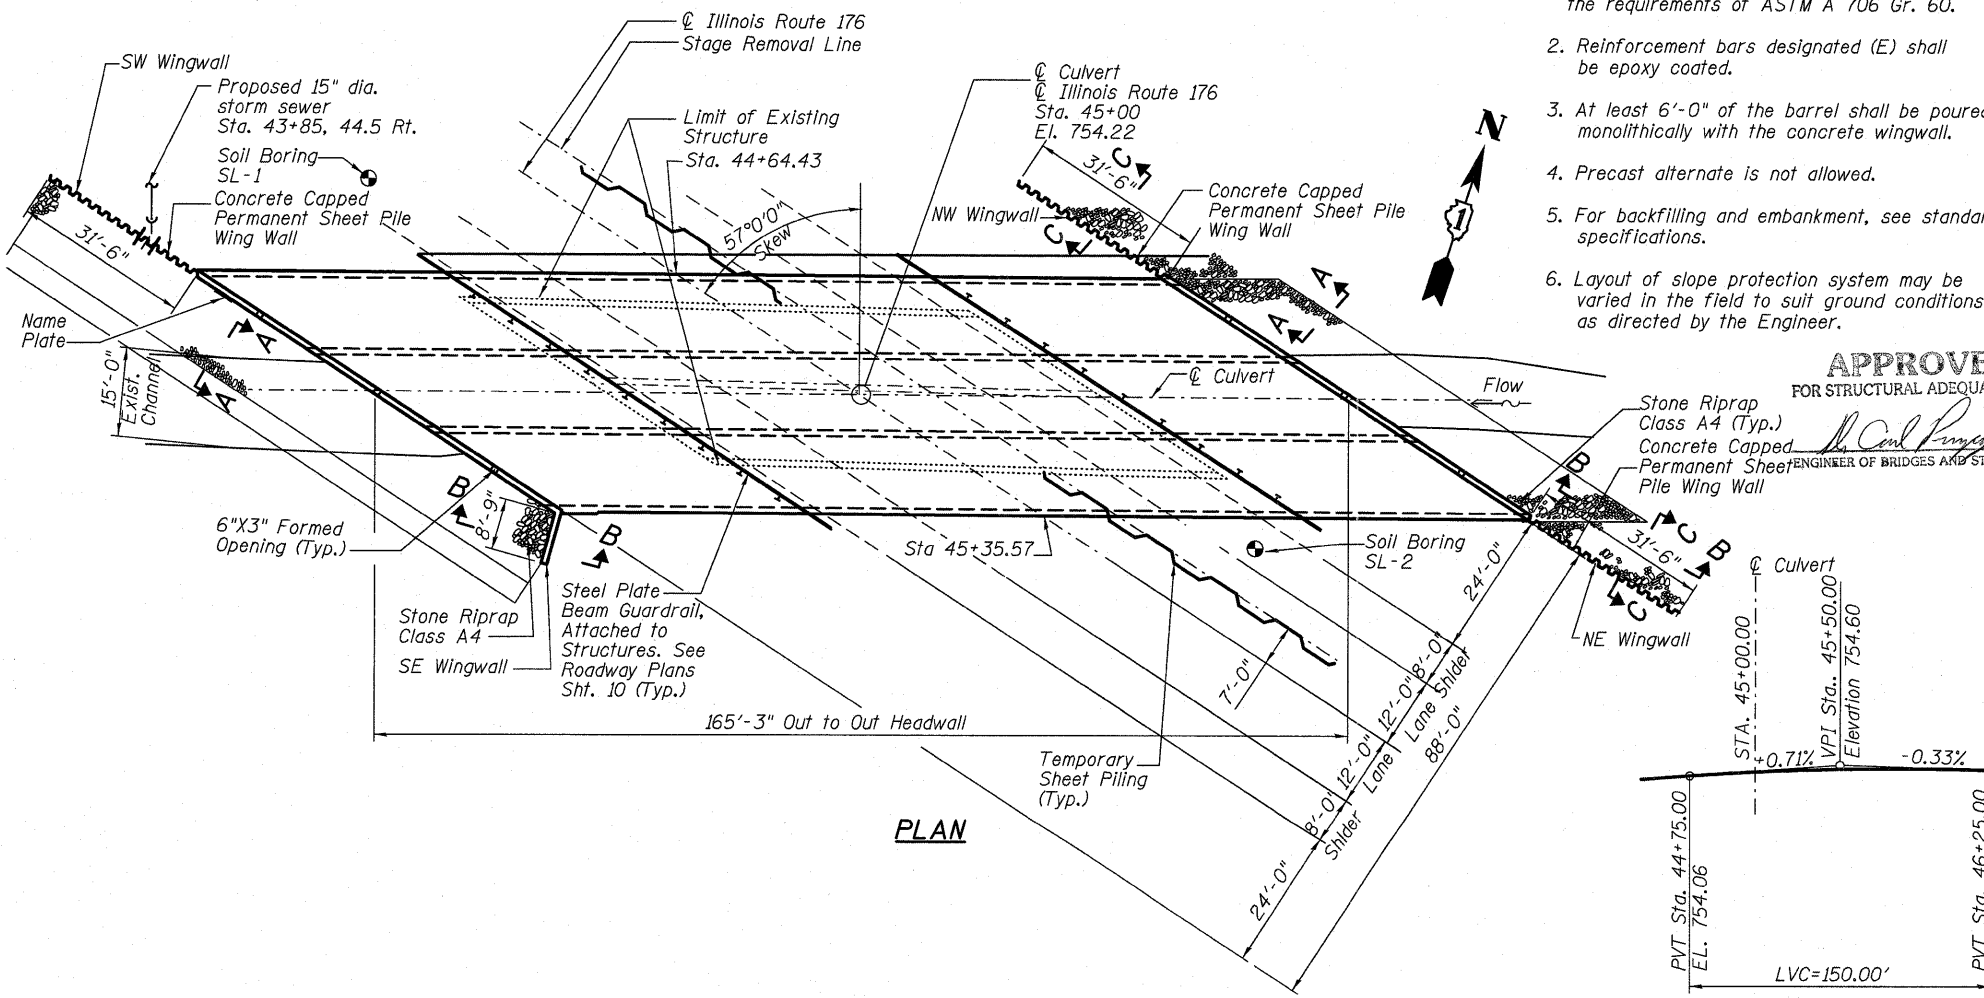 the requirements of ASTM A 706 Gr. 60.
2. Reinforcement bars designated (E) shall
be epoxy coated.
3. At least 6'-0" of the barrel shall be poured
monolithically with the concrete wingwall.
4. Precast alternate is not allowed.
5. For backfilling and embankment, see standar
specifications.
6. Layout of slope protection system may be
varied in the field to suit ground conditions
as directed by the Engineer.
APPROVE
FOR STRUCTURAL ADEQUA
ENGINEER OF BRIDGES AND ST
℄ Illinois Route 176
Stage Removal Line
SW Wingwall
Proposed 15" dia.
storm sewer
Sta. 43+85, 44.5 Rt.
Soil Boring
SL-1
Concrete Capped
Permanent Sheet Pile
Wing Wall
31'-6"
Limit of Existing
Structure
Sta. 44+64.43
℄ Culvert
℄ Illinois Route 176
Sta. 45+00
El. 754.22
57°0'0"
Skew
31'-6"
C
C
NW Wingwall
Concrete Capped
Permanent Sheet Pile
Wing Wall
N
1
A
A
Name
Plate
A
A
15'-0"
Exist.
Channel
℄ Culvert
Flow
Stone Riprap
Class A4 (Typ.)
Concrete Capped
Permanent Sheet
Pile Wing Wall
B
B
C
C
31'-6"
NE Wingwall
6"X3" Formed
Opening (Typ.)
B
B
8'-9"
Stone Riprap
Class A4
SE Wingwall
Steel Plate
Beam Guardrail,
Attached to
Structures. See
Roadway Plans
Sht. 10 (Typ.)
Sta 45+35.57
Soil Boring
SL-2
24'-0"
8'-0"
Shlder
12'-0"
Lane
12'-0"
Lane
8'-0"
Shlder
24'-0"
88'-0"
7'-0"
165'-3" Out to Out Headwall
Temporary
Sheet Piling
(Typ.)
PLAN
℄ Culvert
STA. 45+00.00
VPI Sta.. 45+50.00
Elevation 754.60
+0.71%
-0.33%
PVT Sta. 44+75.00
EL. 754.06
PVT Sta. 46+25.00
LVC=150.00'